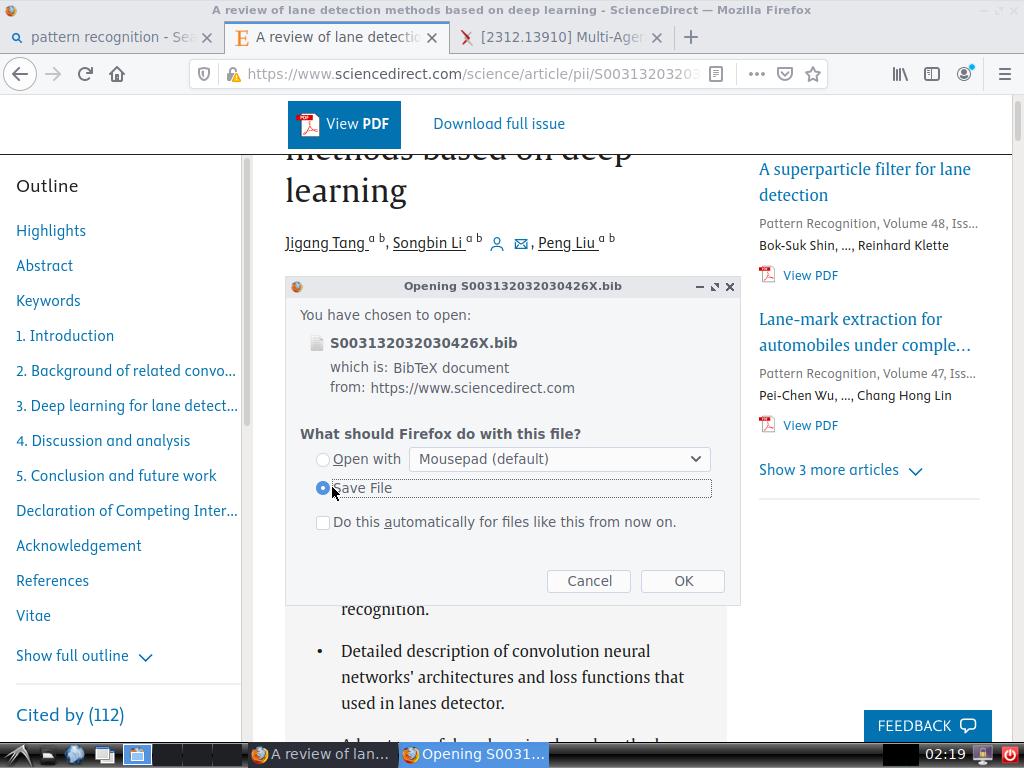 A review of lane detection methods based on deep learning - ScienceDirect — Mozilla Firefox
pattern recognition - Sea
A review of lane detectio
[2312.13910] Multi-Agen
https://www.sciencedirect.com/science/article/pii/S00313203203
View PDF
Download full issue
methods based on deep
learning
Jigang Tang a b, Songbin Li a b, Peng Liu a b
Outline
Highlights
Abstract
Keywords
1. Introduction
2. Background of related convo...
3. Deep learning for lane detect...
4. Discussion and analysis
5. Conclusion and future work
Declaration of Competing Inter...
Acknowledgement
References
Vitae
Show full outline
Cited by (112)
Opening S003132032030426X.bib
You have chosen to open:
S003132032030426X.bib
which is: BibTeX document
from: https://www.sciencedirect.com
What should Firefox do with this file?
Open with
Mousepad (default)
Save File
Do this automatically for files like this from now on.
Cancel
OK
recognition.
• Detailed description of convolution neural
networks' architectures and loss functions that
used in lanes detector.
A superparticle filter for lane
detection
Pattern Recognition, Volume 48, Iss...
Bok-Suk Shin, ..., Reinhard Klette
View PDF
Lane-mark extraction for
automobiles under comple...
Pattern Recognition, Volume 47, Iss...
Pei-Chen Wu, ..., Chang Hong Lin
View PDF
Show 3 more articles
FEEDBACK
A review of lan...
Opening S0031...
02:19